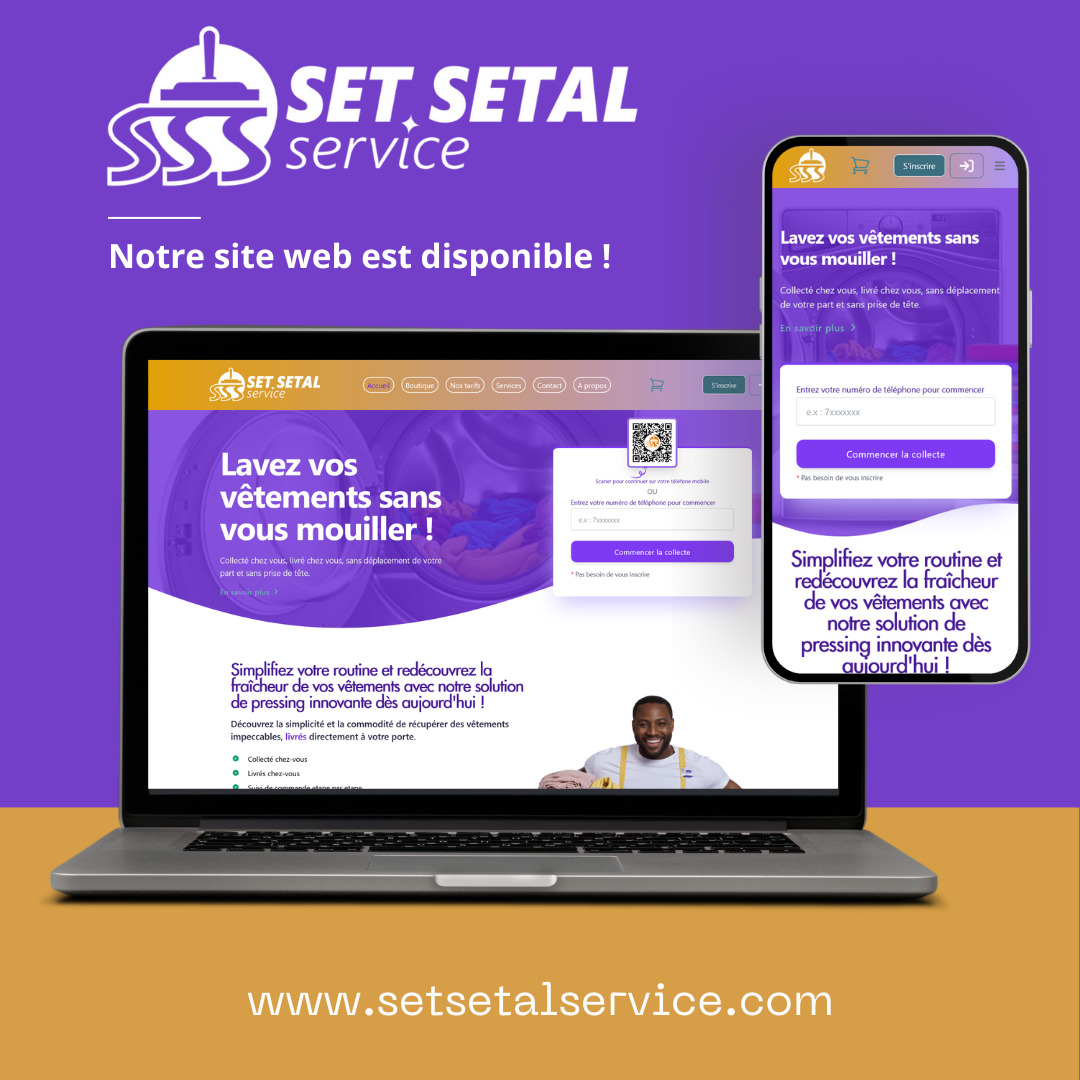 SET SETAL
service
Notre site web est disponible !
S'inscrire
Lavez vos vêtements sans
vous mouiller !
Collecté chez vous, livré chez vous, sans déplacement
de votre part et sans prise de tête.
En savoir plus
Entrez votre numéro de téléphone pour commencer
e.x : 7xxxxxxx
Commencer la collecte
* Pas besoin de vous inscrire
Simplifiez votre routine et
redécouvrez la fraîcheur
de vos vêtements avec
notre solution de
pressing innovante dès
aujourd'hui !
SET SETAL
service
Accueil Boutique Nos tarifs Services Contact A propos S'inscrire
Lavez vos
vêtements sans
vous mouiller !
Collecté chez vous, livré chez vous, sans déplacement de votre
part et sans prise de tête.
En savoir plus
Scaner pour continuer sur votre téléfone mobile
OU
Entrez votre numéro de téléphone pour commencer
e.x : 7xxxxxxx
Commencer la collecte
* Pas besoin de vous inscrire
Simplifiez votre routine et redécouvrez la
fraîcheur de vos vêtements avec notre solution
de pressing innovante dès aujourd'hui !
Découvrez la simplicité et la commodité de récupérer des vêtements
impeccables, livrés directement à votre porte.
Collecté chez-vous
Livrés chez-vous
Suivi de commande etape par etape
www.setsetalservice.com